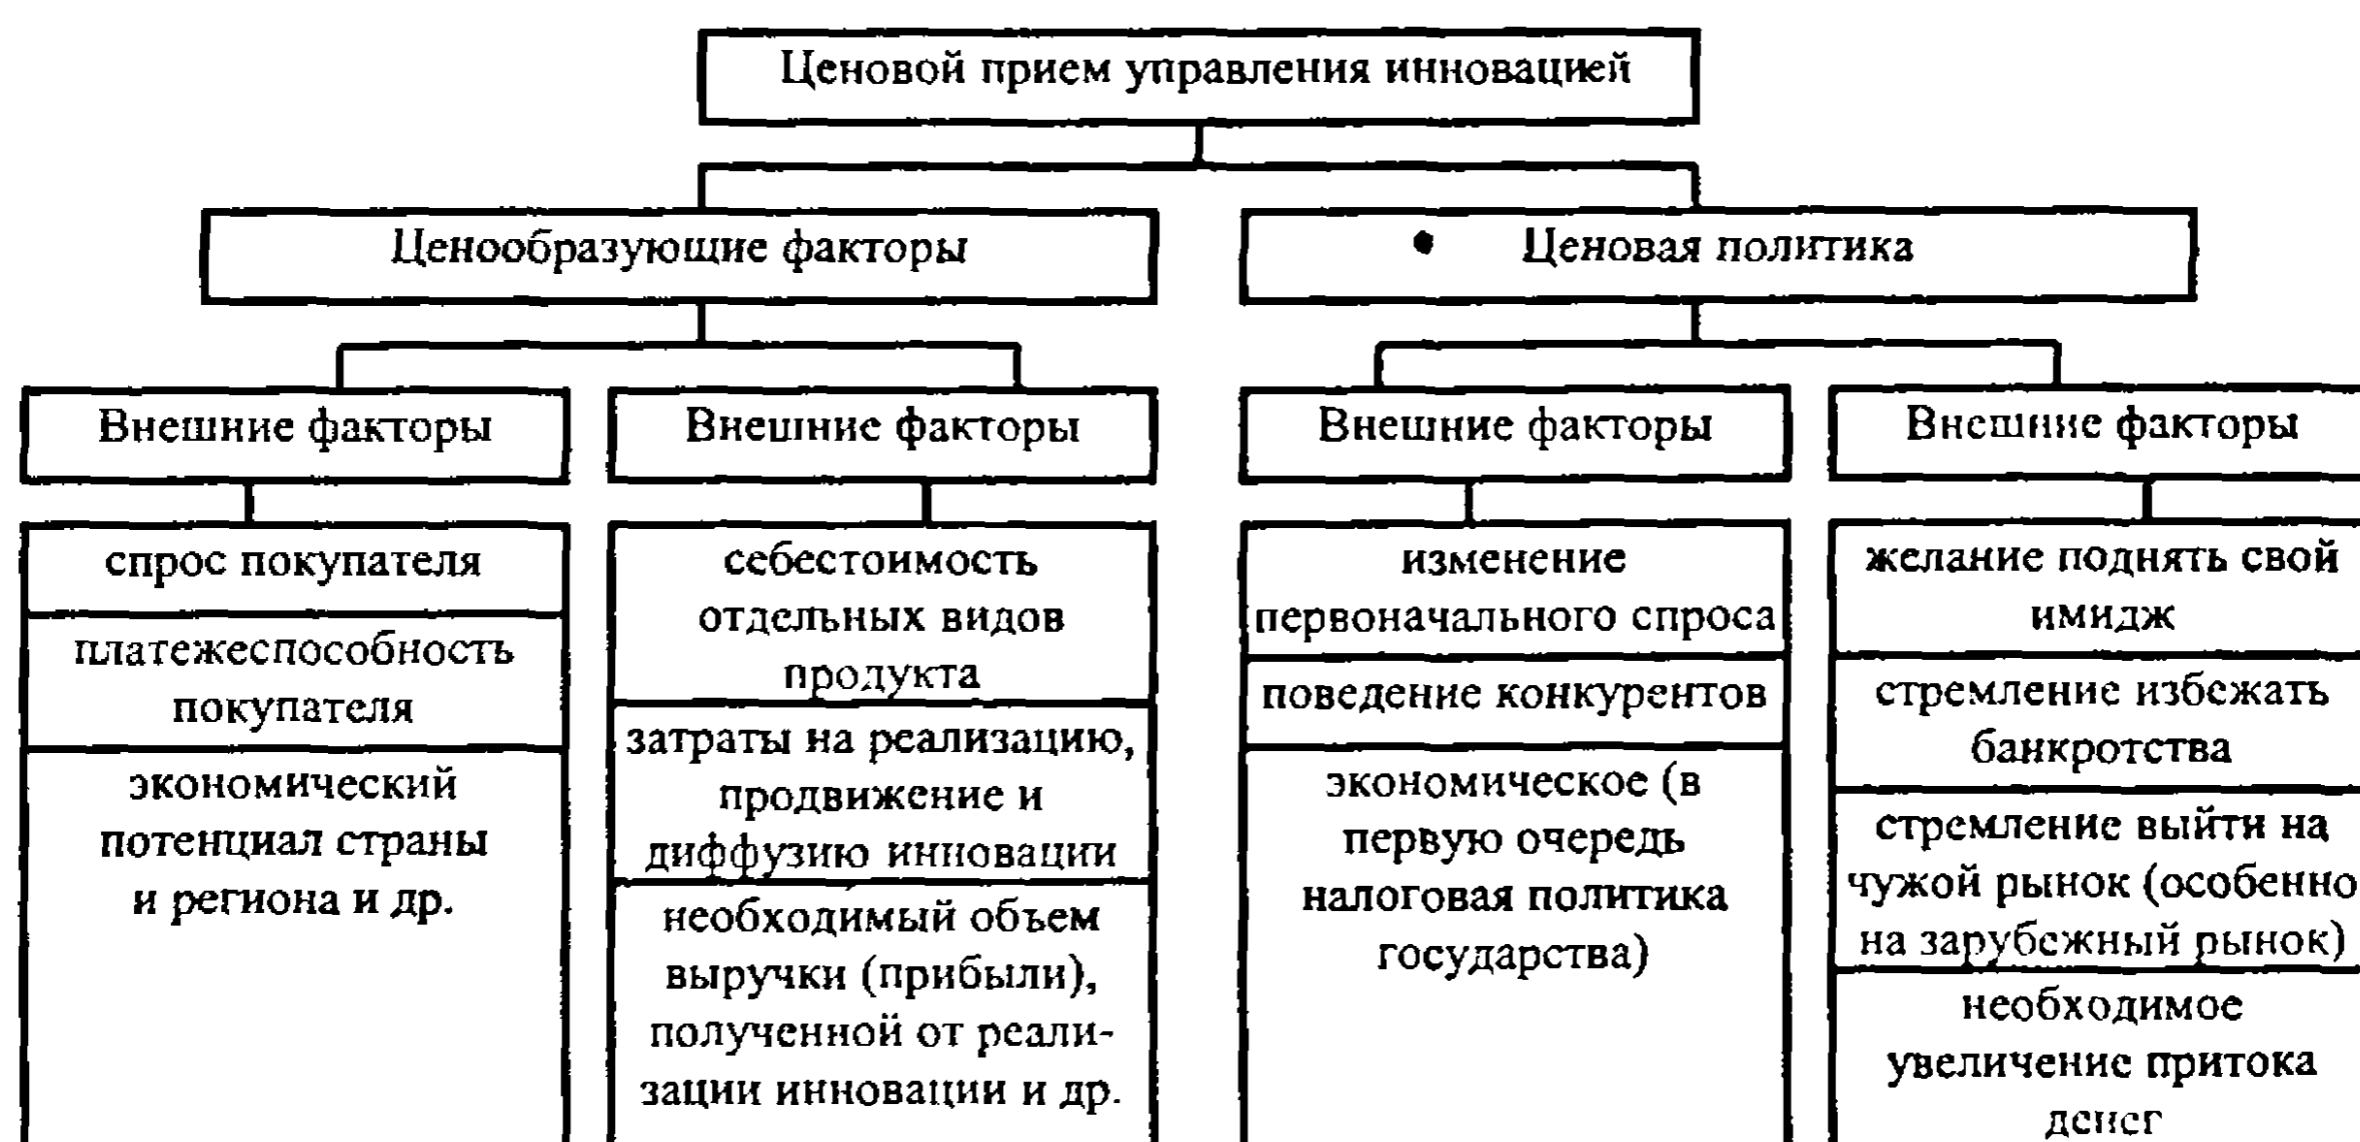 Ценовой прием управления инновацией
Ценообразующие факторы
Ценовая политика
Внешние факторы
Внешние факторы
Внешние факторы
Внешние факторы
спрос покупателя
платежеспособность
покупателя
экономический
потенциал страны
и региона и др.
себестоимость
отдельных видов
продукта
затраты на реализацию,
продвижение и
диффузию инновации
необходимый объем
выручки (прибыли),
полученной от реали-
зации инновации и др.
изменение
первоначального спроса
поведение конкурентов
экономическое (в
первую очередь
налоговая политика
государства)
желание поднять свой
имидж
стремление избежать
банкротства
стремление выйти на
чужой рынок (особенно
на зарубежный рынок)
необходимое
увеличение притока
денег